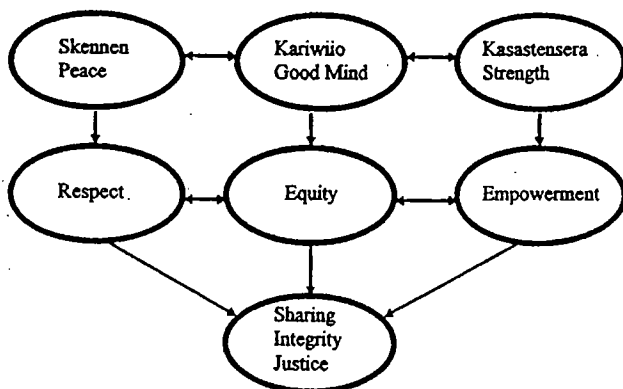 Skennen
Peace
Kariwiio
Good Mind
Kasastensera
Strength
Respect
Equity
Empowerment
Sharing
Integrity
Justice